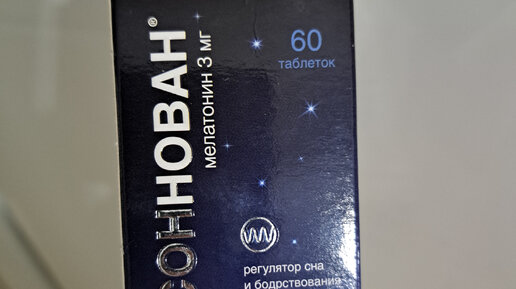 СОННОВАН®
мелатонин 3 мг
60
таблеток
регулятор сна
и бодрствования